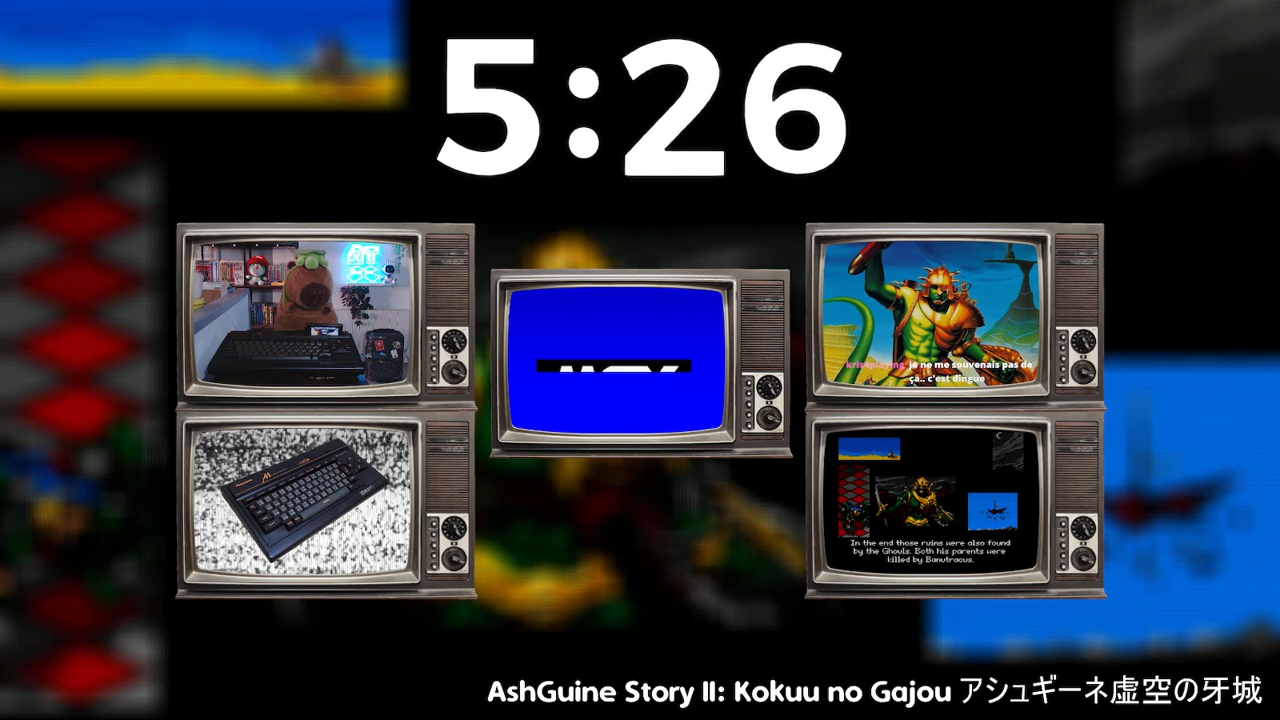 5:26
krisplaying: je ne me souvenais pas de
ça.. c'est dingue
In the end those ruins were also found
by the Ghouls. Both his parents were
killed by Banutracus.
AshGuine Story II: Kokuu no Gajou アシュギーネ虚空の牙城